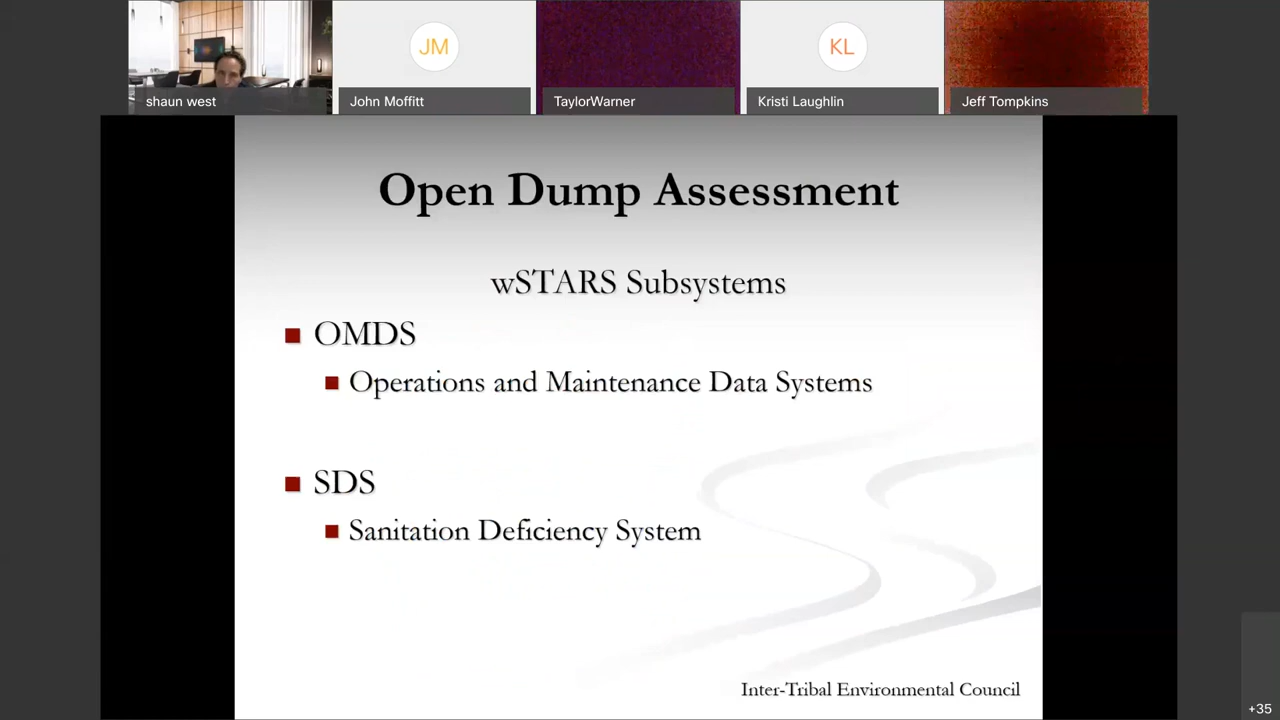 JM
KL
shaun west
John Moffitt
TaylorWarner
Kristi Laughlin
Jeff Tompkins
Open Dump Assessment
wSTARS Subsystems
OMDS
Operations and Maintenance Data Systems
SDS
Sanitation Deficiency System
Inter-Tribal Environmental Council
+35